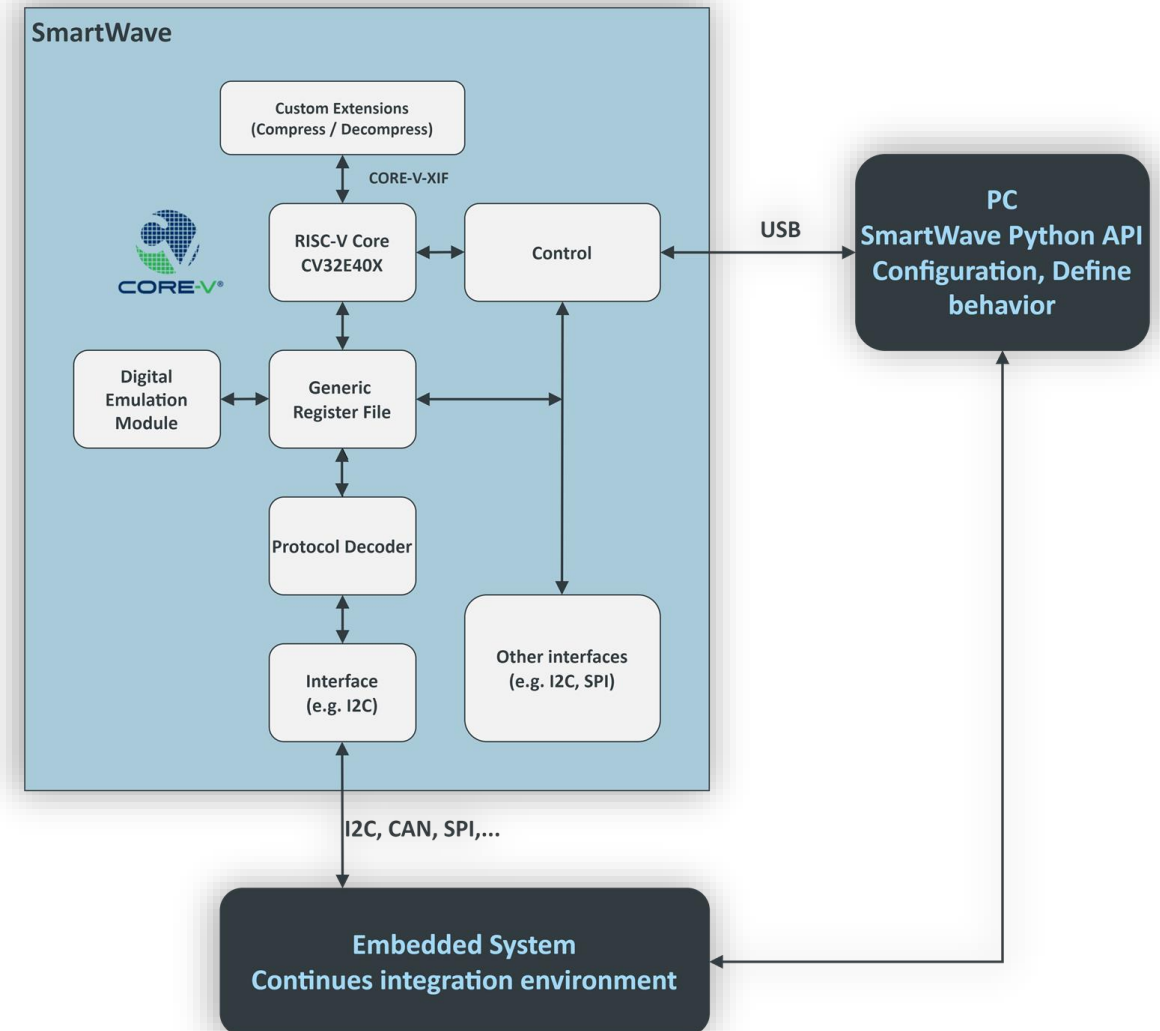 SmartWave
Custom Extensions
(Compress / Decompress)
CORE-V-XIF
CORE-V®
RISC-V Core
CV32E40X
Control
USB
PC
SmartWave Python API
Configuration, Define
behavior
Digital
Emulation
Module
Generic
Register File
Protocol Decoder
Interface
(e.g. I2C)
Other interfaces
(e.g. I2C, SPI)
I2C, CAN, SPI,...
Embedded System
Continues integration environment